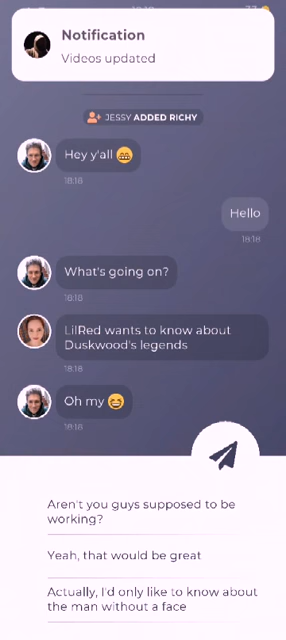 Notification
Videos updated
JESSY ADDED RICHY
Hey y'all
18:18
Hello
18:18
What's going on?
18:18
LilRed wants to know about
Duskwood's legends
18:18
Oh my
18:18
Aren't you guys supposed to be
working?
Yeah, that would be great
Actually, I'd only like to know about
the man without a face